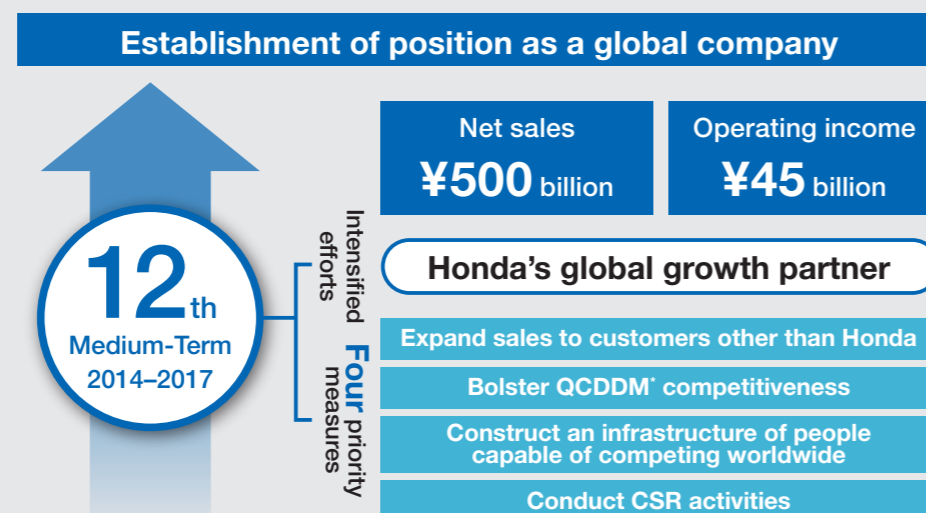 Establishment of position as a global company
Net sales
¥500 billion
Operating income
¥45 billion
12th
Medium-Term
2014–2017
Intensified
efforts
Honda's global growth partner
Four priority
measures
Expand sales to customers other than Honda
Bolster QCDDM* competitiveness
Construct an infrastructure of people
capable of competing worldwide
Conduct CSR activities